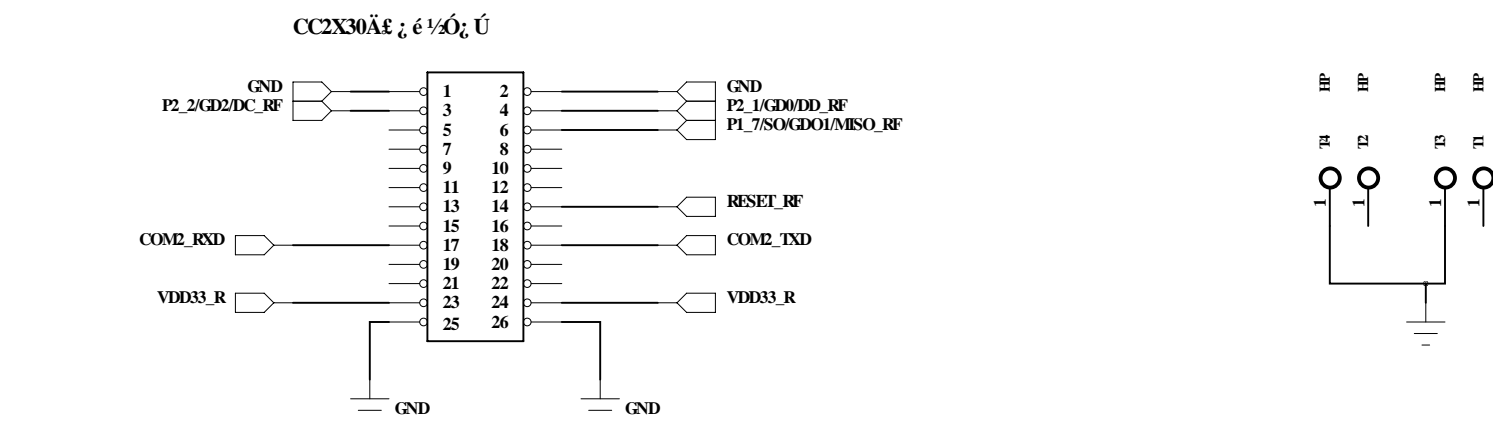 CC2X30Ä£ ¿ é ½Ó¿ Ú
GND 1 2 GND
P2_2/GD2/DC_RF 3 4 P2_1/GD0/DD_RF
5 6 P1_7/SO/GDO1/MISO_RF
7 8
9 10
11 12
13 14 RESET_RF
15 16
COM2_RXD 17 18 COM2_TXD
19 20
21 22
VDD33_R 23 24 VDD33_R
25 26
GND GND
HP HP HP HP
T4 T2 T3 T1
1 1 1 1